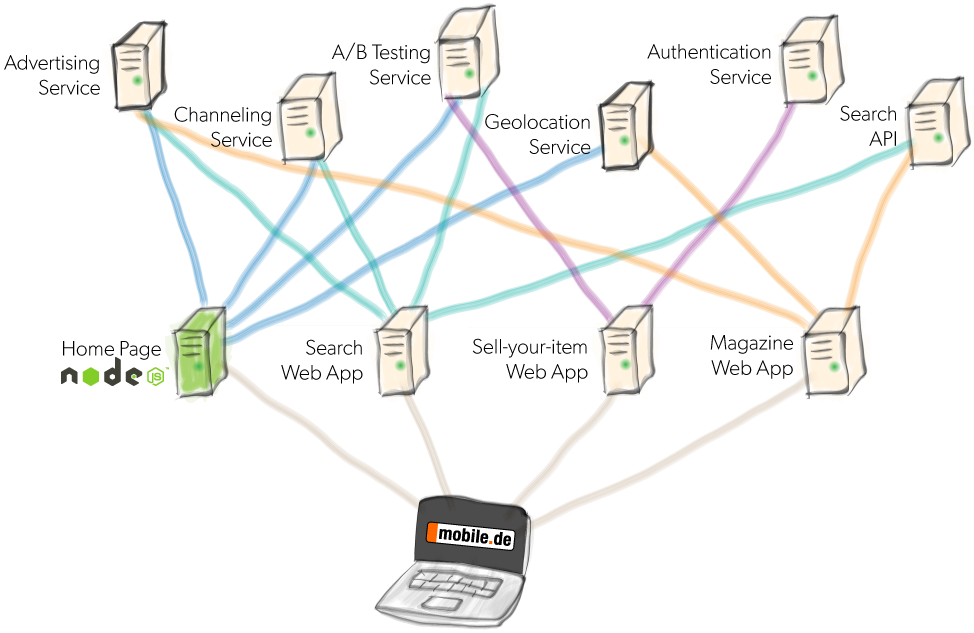 Advertising
Service
Channeling
Service
A/B Testing
Service
Geolocation
Service
Authentication
Service
Search
API
Home Page
node
JS
Search
Web App
Sell-your-item
Web App
Magazine
Web App
mobile.de